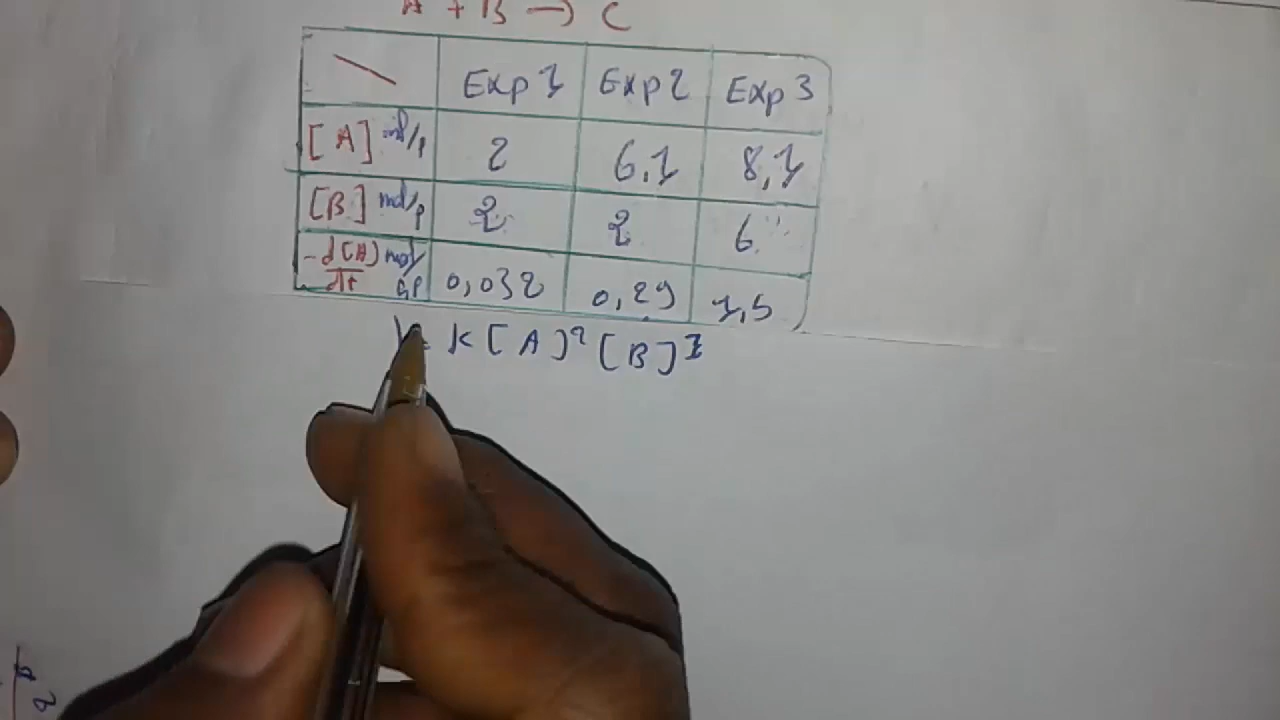 A + B → C
Exp 1 Exp 2 Exp 3
[A] mol/l 2 6,1 8,1
[B] mol/l 2 2 6
-d[A]/dt mol/s,l 0,032 0,29 1,5
V= K[A]² [B]¹